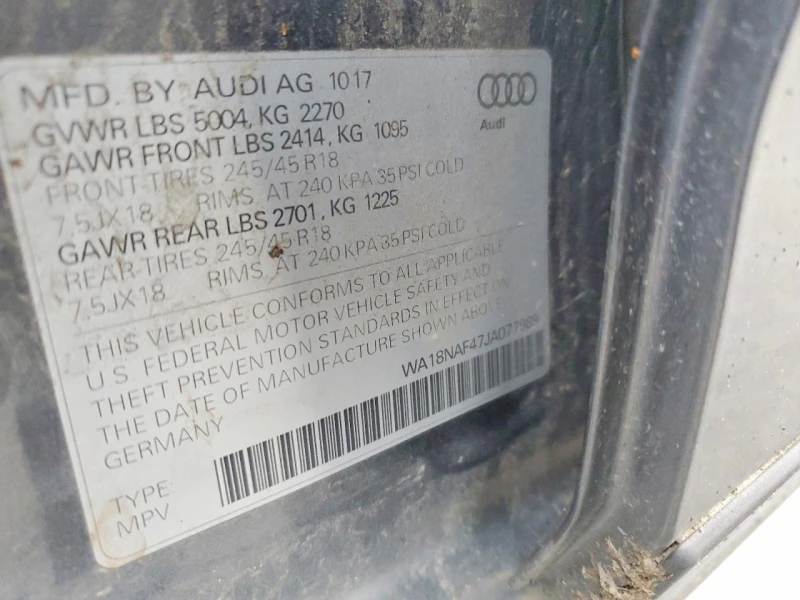 MFD. BY AUDI AG 1017
Audi
GVWR LBS 5004, KG 2270
GAWR FRONT LBS 2414, KG 1095
FRONT-TIRES 245/45 R18
7.5JX18 RIMS, AT 240 KPA 35 PSI COLD
GAWR REAR LBS 2701, KG 1225
REAR-TIRES 245/45 R18
7.5JX18 RIMS, AT 240 KPA 35 PSI COLD
THIS VEHICLE CONFORMS TO ALL APPLICABLE
U.S. FEDERAL MOTOR VEHICLE SAFETY AND
THEFT PREVENTION STANDARDS IN EFFECT ON
THE DATE OF MANUFACTURE SHOWN ABOVE.
GERMANY WA18NAF47JA077989
TYPE
MPV